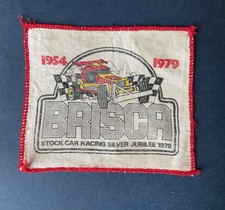 1954 1979
BRISCA
STOCK CAR RACING SILVER JUBILEE 1979